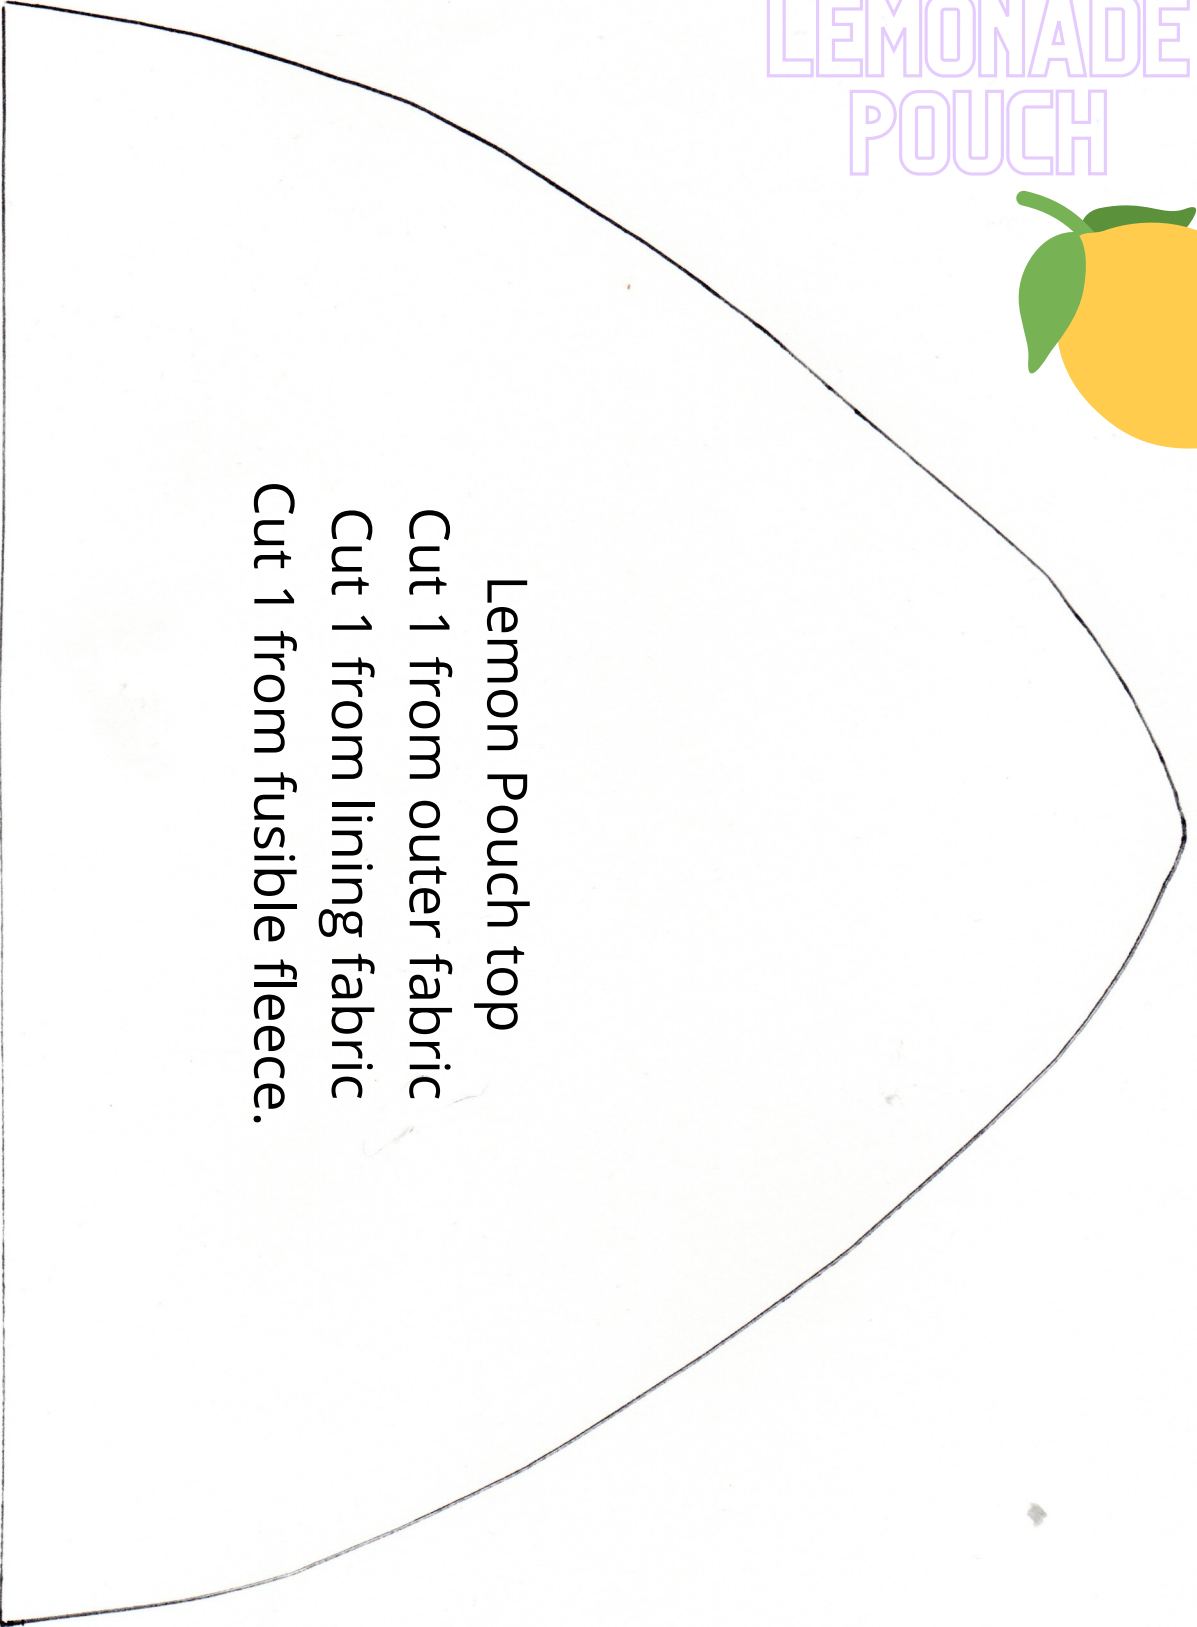 LEMONADE
POUCH
Lemon Pouch top
Cut 1 from outer fabric
Cut 1 from lining fabric
Cut 1 from fusible fleece.